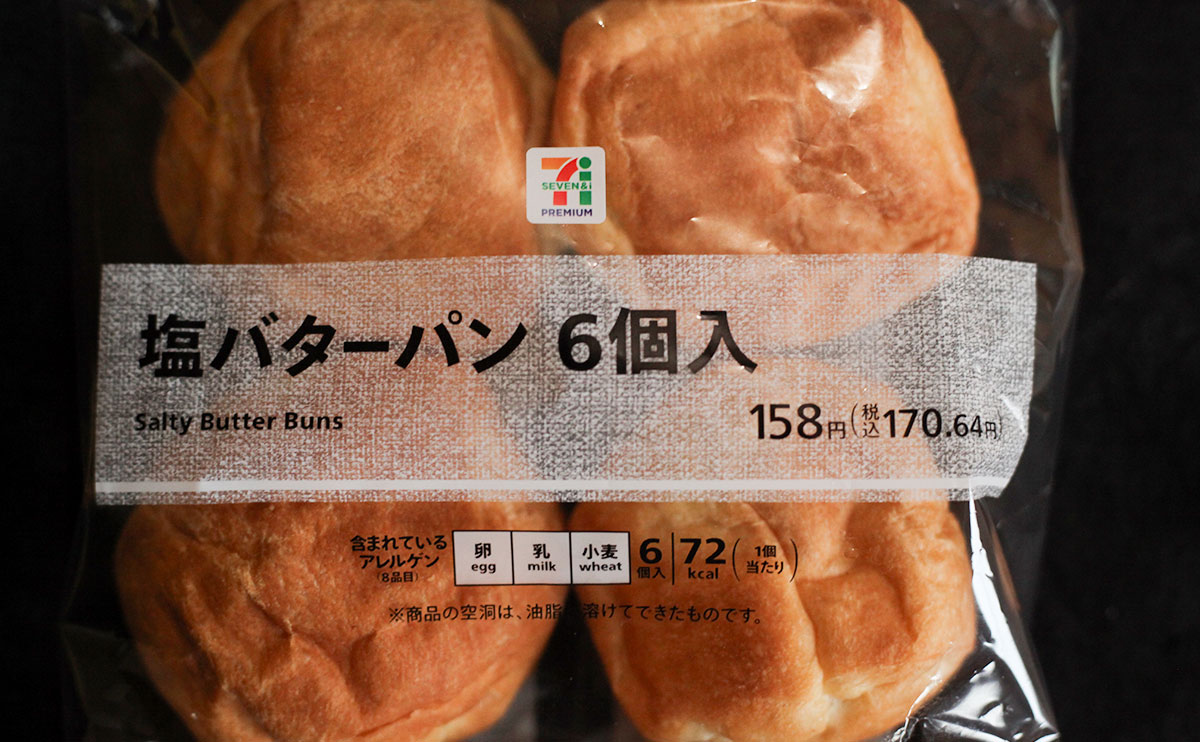 SEVEN&i
PREMIUM
塩バターパン 6個入
Salty Butter Buns
158円(税込170.64円)
含まれている
アレルゲン
(8品目)
卵 乳 小麦
egg milk wheat
6個入 72kcal (1個当たり)
※商品の空洞は、油脂が溶けてできたものです。